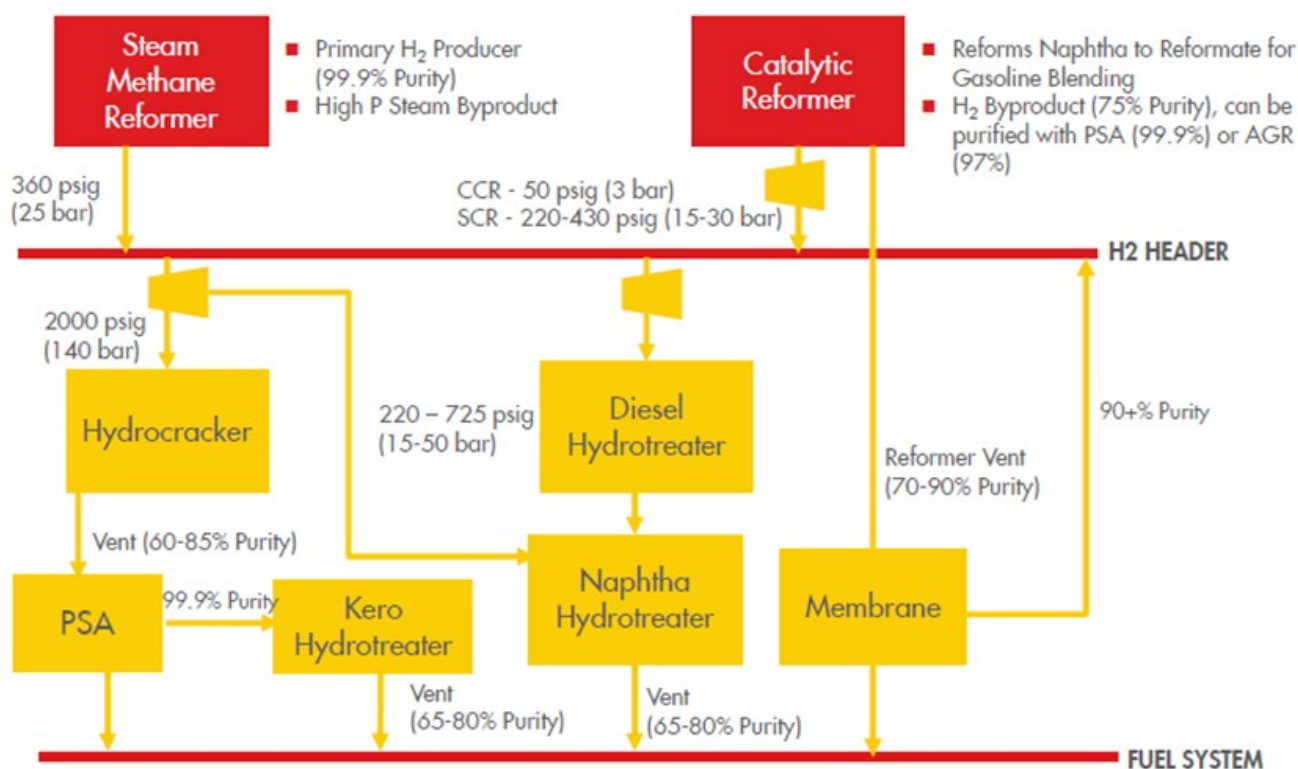 Steam
Methane
Reformer
■ Primary H₂ Producer
(99.9% Purity)
■ High P Steam Byproduct
Catalytic
Reformer
■ Reforms Naphtha to Reformate for
Gasoline Blending
■ H₂ Byproduct (75% Purity), can be
purified with PSA (99.9%) or AGR
(97%)
360 psig
(25 bar)
CCR - 50 psig (3 bar)
SCR - 220-430 psig (15-30 bar)
H2 HEADER
2000 psig
(140 bar)
Hydrocracker
220 – 725 psig
(15-50 bar)
Diesel
Hydrotreater
90+% Purity
Reformer Vent
(70-90% Purity)
Vent (60-85% Purity)
PSA
99.9% Purity
Kero
Hydrotreater
Naphtha
Hydrotreater
Membrane
Vent
(65-80% Purity)
Vent
(65-80% Purity)
FUEL SYSTEM